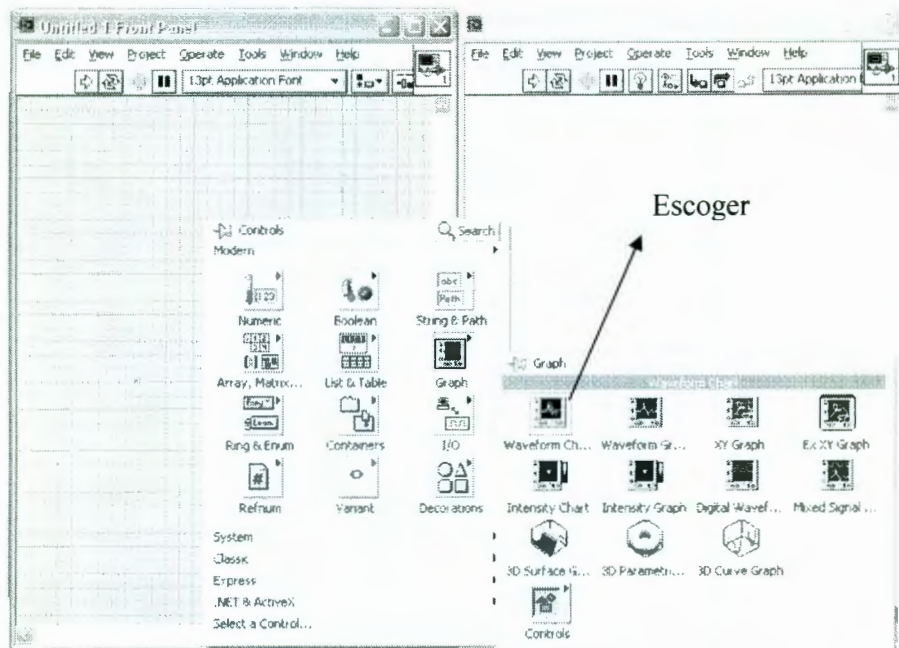 Untitled 1 Front Panel
File Edit View Project Operate Tools Window Help
13pt Application Font
1
File Edit View Project Operate Tools Window Help
13pt Application
1
Escoger
Controls
Search
Modern
Numeric Boolean String & Path
Array, Matrix... List & Table Graph
Ring & Enum Containers I/O
Refnum Variant Decorations
System
Classic
Express
.NET & ActiveX
Select a Control...
Graph
Waveform Chart
Waveform Ch... Waveform Gr... XY Graph Ex XY Graph
Intensity Chart Intensity Graph Digital Wavef... Mixed Signal ...
3D Surface G... 3D Parametri... 3D Curve Graph
Controls